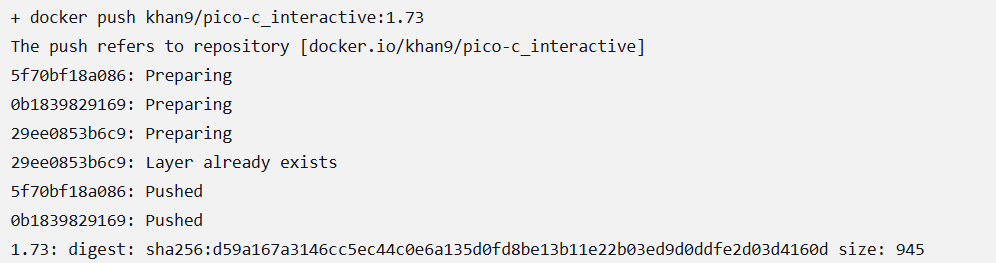 + docker push khan9/pico-c_interactive:1.73
The push refers to repository [docker.io/khan9/pico-c_interactive]
5f70bf18a086: Preparing
0b1839829169: Preparing
29ee0853b6c9: Preparing
29ee0853b6c9: Layer already exists
5f70bf18a086: Pushed
0b1839829169: Pushed
1.73: digest: sha256:d59a167a3146cc5ec44c0e6a135d0fd8be13b11e22b03ed9d0ddfe2d03d4160d size: 945